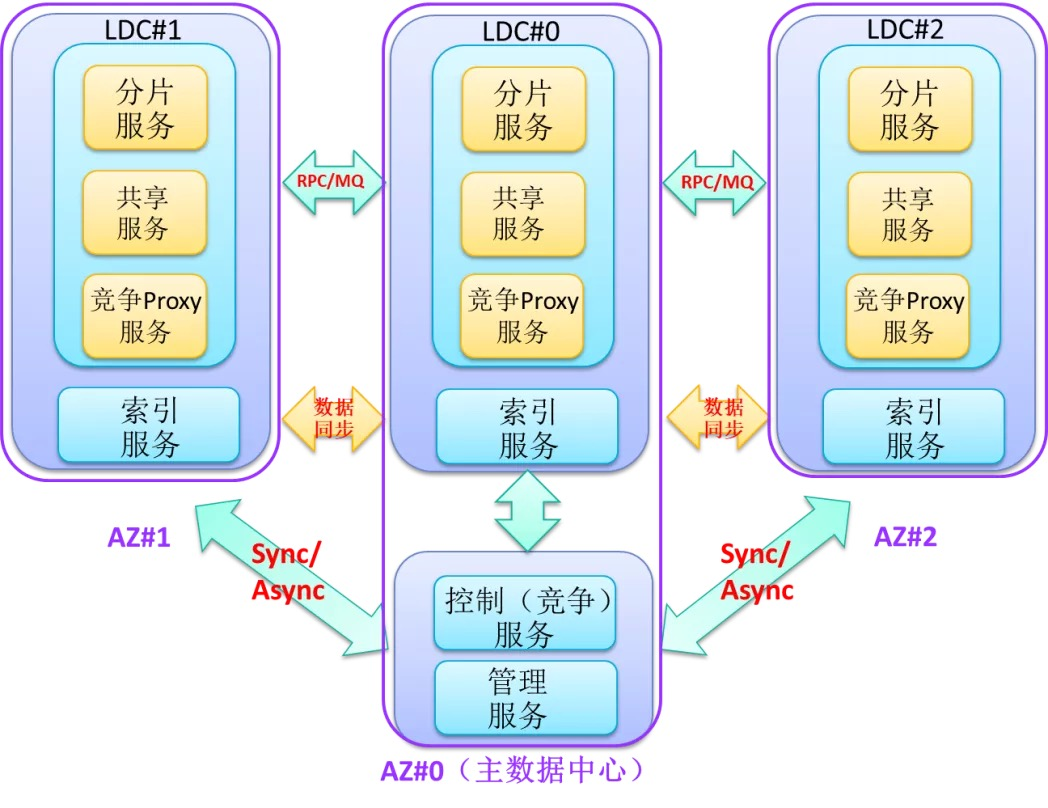 LDC#1
分片
服务
共享
服务
竞争Proxy
服务
索引
服务
AZ#1
RPC/MQ
数据
同步
Sync/
Async
LDC#0
分片
服务
共享
服务
竞争Proxy
服务
索引
服务
控制（竞争）
服务
管理
服务
AZ#0（主数据中心）
RPC/MQ
数据
同步
Sync/
Async
LDC#2
分片
服务
共享
服务
竞争Proxy
服务
索引
服务
AZ#2